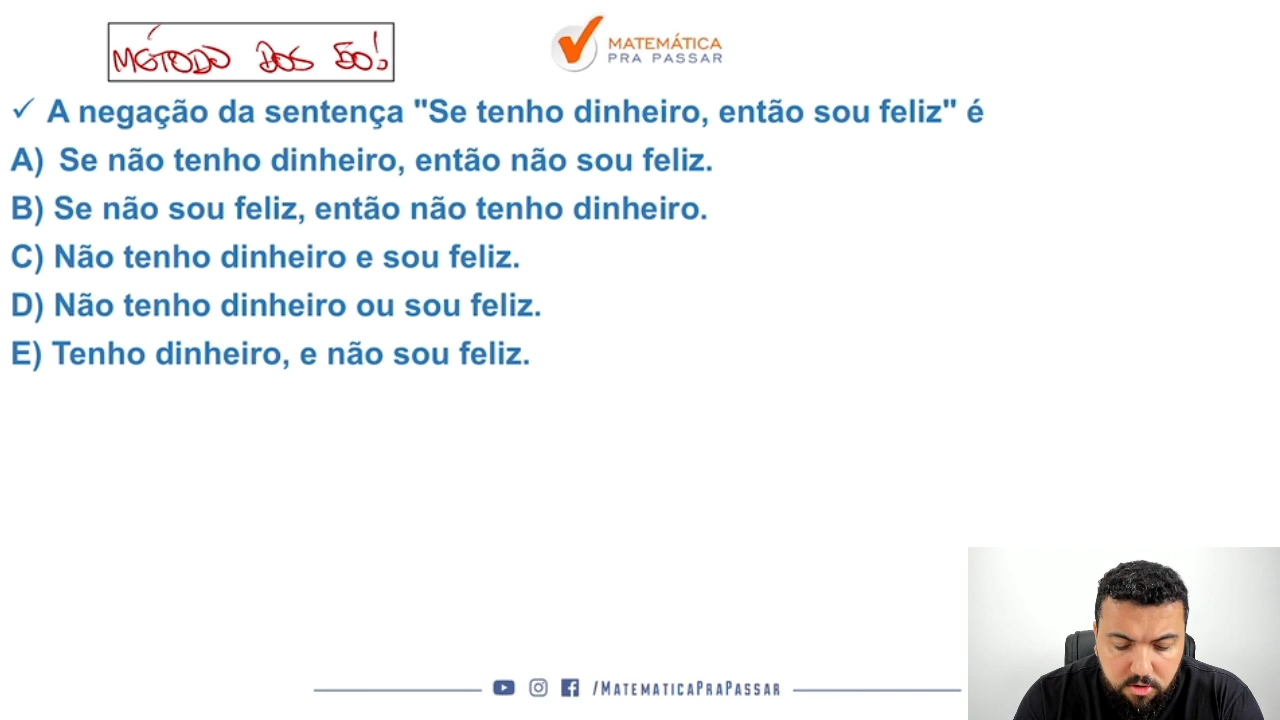 MÉTODO DOS 50!
MATEMÁTICA
PRA PASSAR
✓ A negação da sentença "Se tenho dinheiro, então sou feliz" é
A) Se não tenho dinheiro, então não sou feliz.
B) Se não sou feliz, então não tenho dinheiro.
C) Não tenho dinheiro e sou feliz.
D) Não tenho dinheiro ou sou feliz.
E) Tenho dinheiro, e não sou feliz.
/MATEMATICAPRAPASSAR